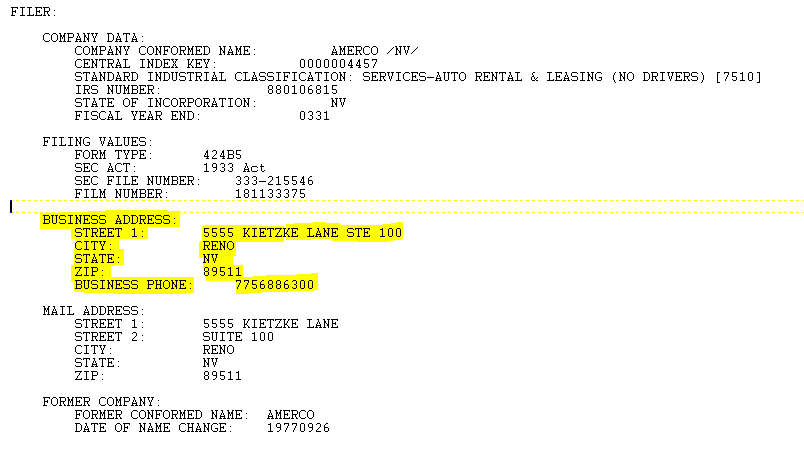 FILER:
COMPANY DATA:
COMPANY CONFORMED NAME: AMERCO /NV/
CENTRAL INDEX KEY: 0000004457
STANDARD INDUSTRIAL CLASSIFICATION: SERVICES-AUTO RENTAL & LEASING (NO DRIVERS) [7510]
IRS NUMBER: 880106815
STATE OF INCORPORATION: NV
FISCAL YEAR END: 0331
FILING VALUES:
FORM TYPE: 424B5
SEC ACT: 1933 Act
SEC FILE NUMBER: 333-215546
FILM NUMBER: 181133375
BUSINESS ADDRESS:
STREET 1: 5555 KIETZKE LANE STE 100
CITY: RENO
STATE: NV
ZIP: 89511
BUSINESS PHONE: 7756886300
MAIL ADDRESS:
STREET 1: 5555 KIETZKE LANE
STREET 2: SUITE 100
CITY: RENO
STATE: NV
ZIP: 89511
FORMER COMPANY:
FORMER CONFORMED NAME: AMERCO
DATE OF NAME CHANGE: 19770926